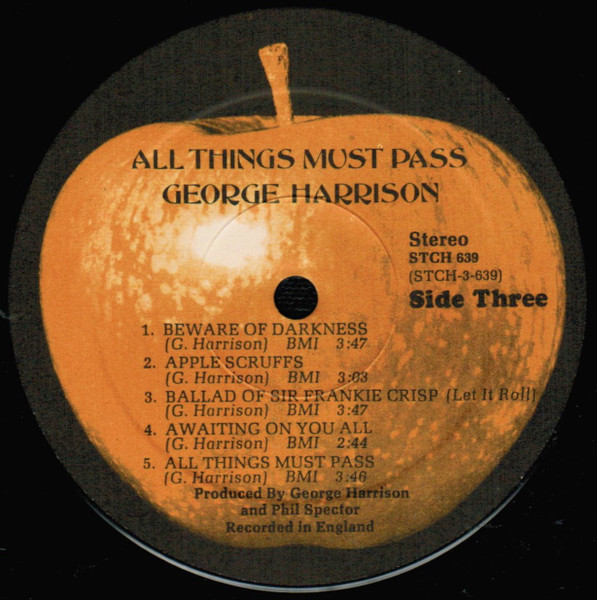 ALL THINGS MUST PASS
GEORGE HARRISON
Stereo
STCH 639
(STCH-3-639)
Side Three
1. BEWARE OF DARKNESS
(G. Harrison) BMI 3:47
2. APPLE SCRUFFS
(G. Harrison) BMI 3:03
3. BALLAD OF SIR FRANKIE CRISP (Let It Roll)
(G. Harrison) BMI 3:47
4. AWAITING ON YOU ALL
(G. Harrison) BMI 2:44
5. ALL THINGS MUST PASS
(G. Harrison) BMI 3:46
Produced By George Harrison
and Phil Spector
Recorded in England